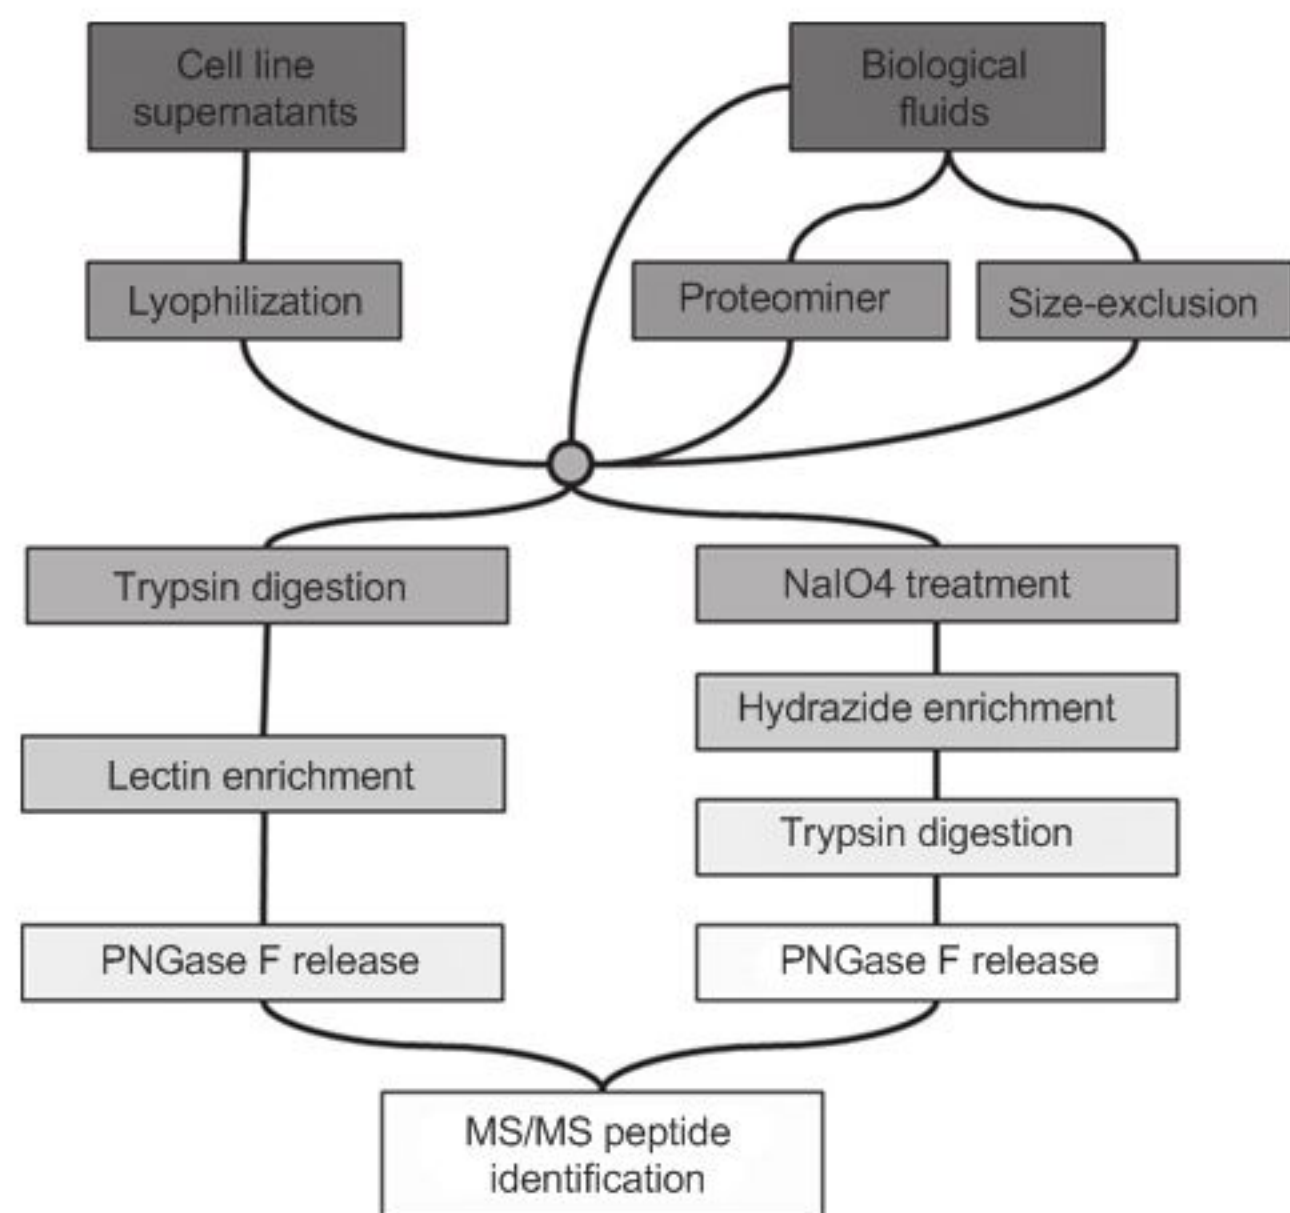 Cell line
supernatants
Biological
fluids
Lyophilization
Proteominer
Size-exclusion
Trypsin digestion
NaIO4 treatment
Hydrazide enrichment
Lectin enrichment
Trypsin digestion
PNGase F release
PNGase F release
MS/MS peptide
identification